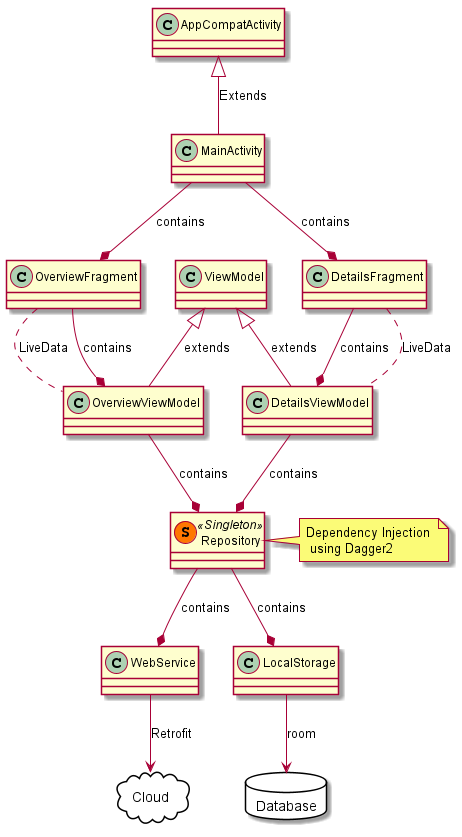 C AppCompatActivity
Extends
C MainActivity
contains
contains
C OverviewFragment
C ViewModel
C DetailsFragment
LiveData
contains
extends
extends
contains
LiveData
C OverviewViewModel
C DetailsViewModel
contains
contains
S «Singleton»
Repository
Dependency Injection
using Dagger2
contains
contains
C WebService
C LocalStorage
Retrofit
room
Cloud
Database